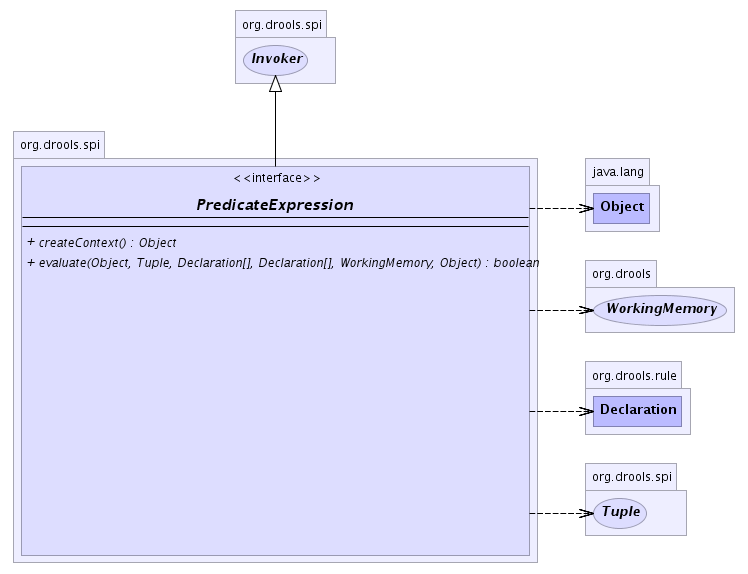 org.drools.spi
Invoker
org.drools.spi
<<interface>>
PredicateExpression
+ createContext() : Object
+ evaluate(Object, Tuple, Declaration[], Declaration[], WorkingMemory, Object) : boolean
java.lang
Object
org.drools
WorkingMemory
org.drools.rule
Declaration
org.drools.spi
Tuple